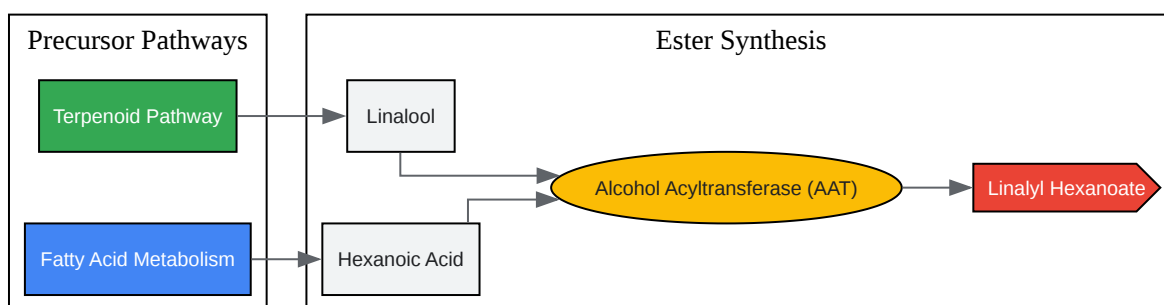 Precursor Pathways
Ester Synthesis
Terpenoid Pathway
Linalool
Alcohol Acyltransferase (AAT)
Linalyl Hexanoate
Fatty Acid Metabolism
Hexanoic Acid